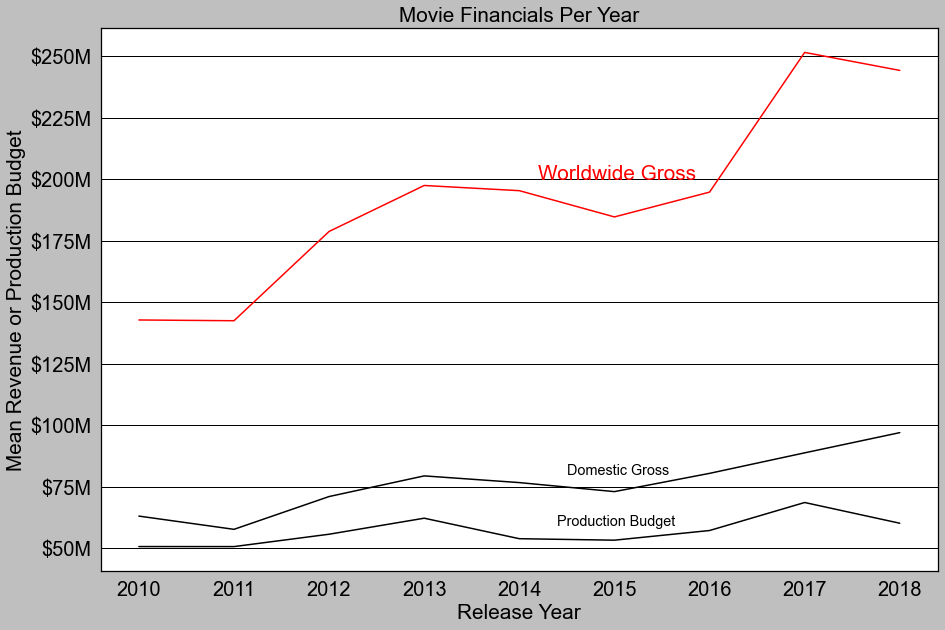 Movie Financials Per Year
Mean Revenue or Production Budget
$250M
$225M
$200M
$175M
$150M
$125M
$100M
$75M
$50M
Worldwide Gross
Domestic Gross
Production Budget
2010 2011 2012 2013 2014 2015 2016 2017 2018
Release Year